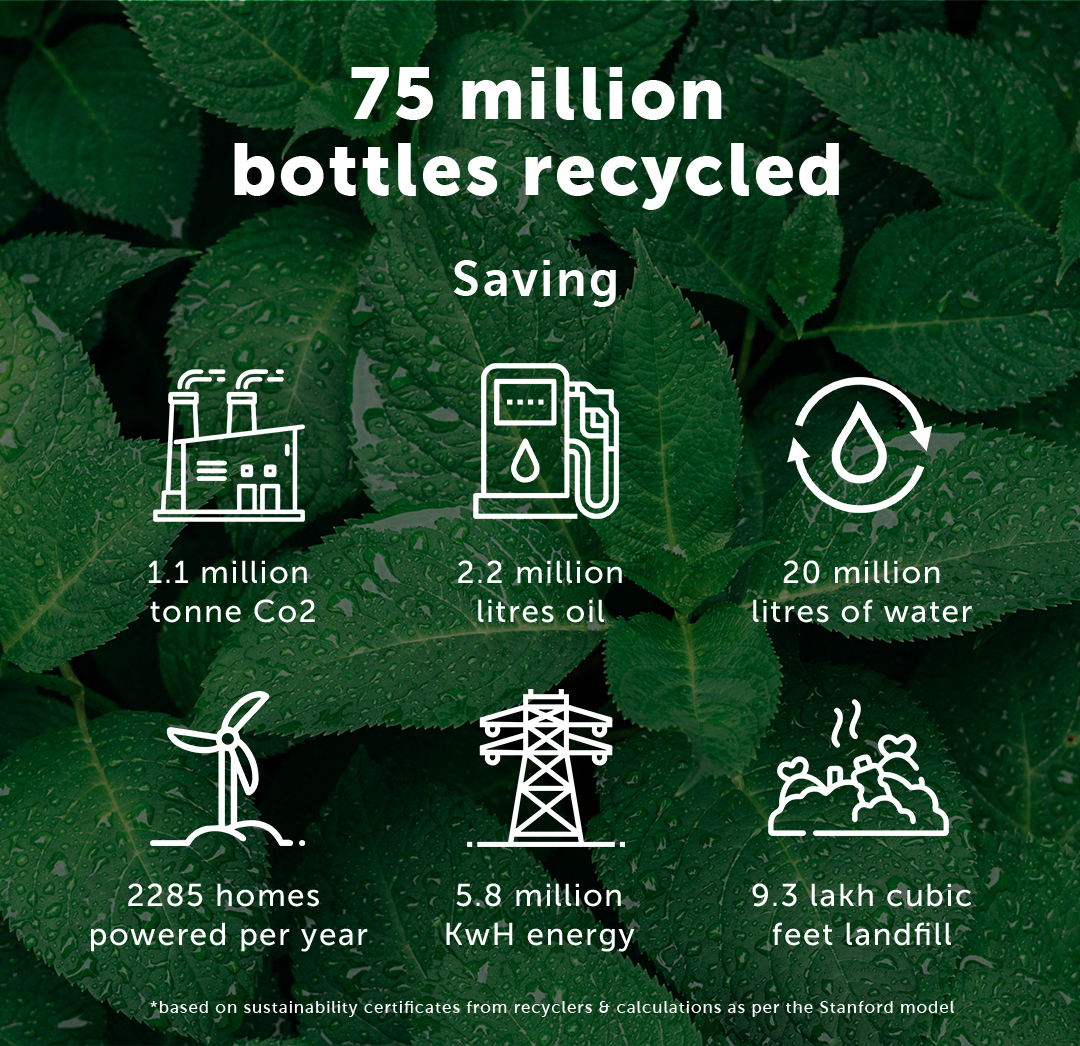 75 million
bottles recycled
Saving
1.1 million
tonne Co2
2.2 million
litres oil
20 million
litres of water
2285 homes
powered per year
5.8 million
KwH energy
9.3 lakh cubic
feet landfill
*based on sustainability certificates from recyclers & calculations as per the Stanford model